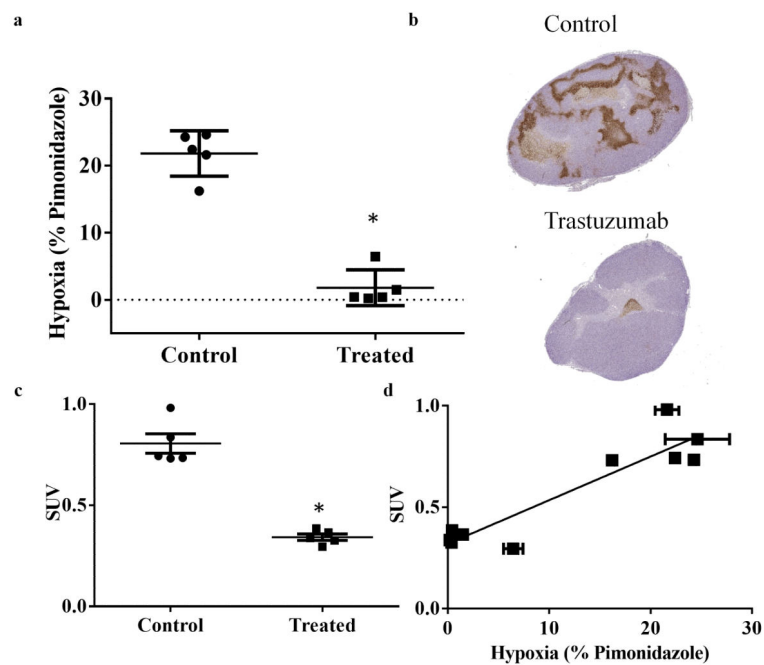 a
b
Control
Hypoxia (% Pimonidazole)
30
20
10
0
*
Control
Treated
Trastuzumab
c
d
SUV
1.0
0.5
0.0
*
Control
Treated
SUV
1.0
0.5
0.0
0
10
20
30
Hypoxia (% Pimonidazole)